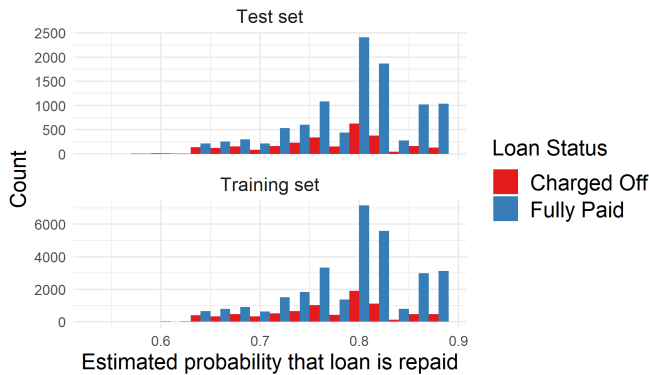 Test set
2500
2000
1500
1000
500
0
Training set
6000
4000
2000
0
0.6 0.7 0.8 0.9
Estimated probability that loan is repaid
Count
Loan Status
Charged Off
Fully Paid